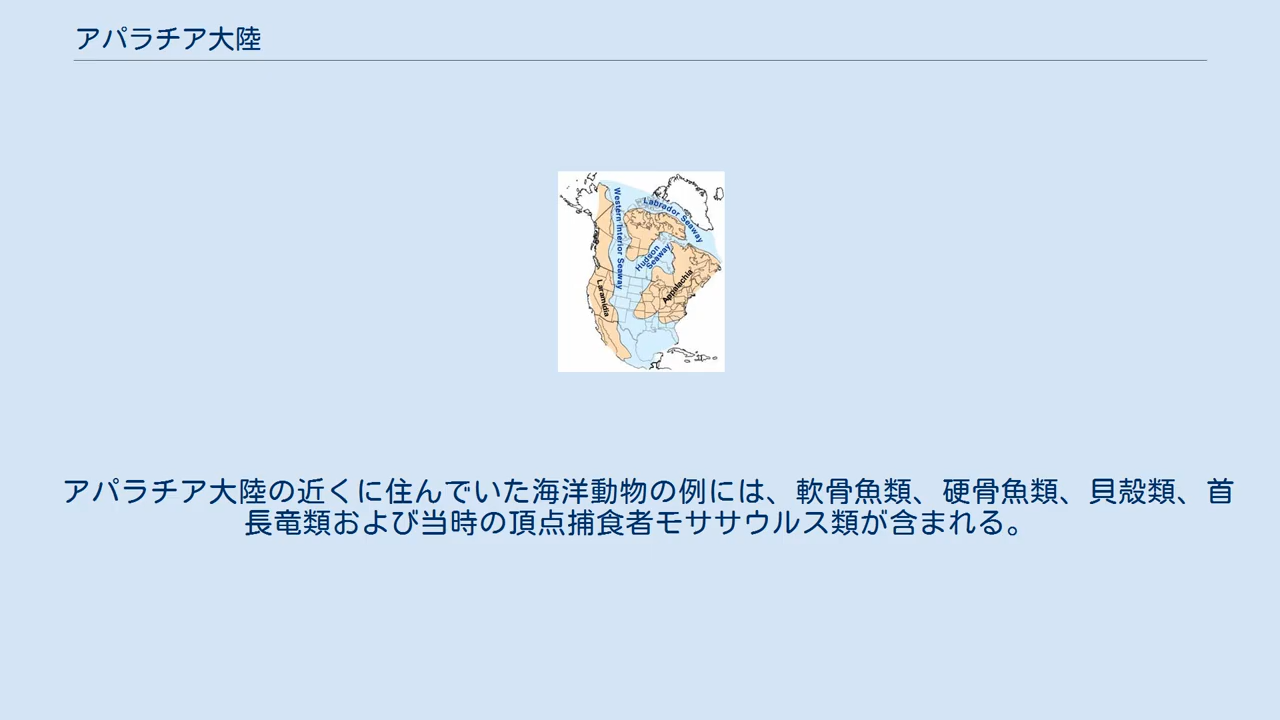 アパラチア大陸
Western Interior Seaway
Labrador Seaway
Hudson
Seaway
Laramidia
Appalachia
アパラチア大陸の近くに住んでいた海洋動物の例には、軟骨魚類、硬骨魚類、貝殻類、首
長竜類および当時の頂点捕食者モササウルス類が含まれる。